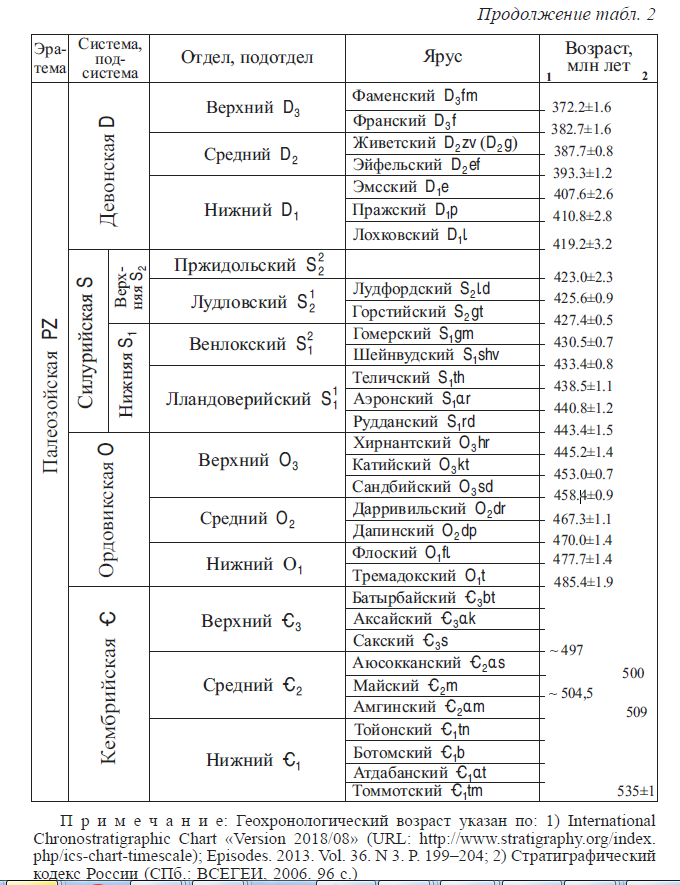 Продолжение табл. 2
Эра-
тема
Система,
под-
система
Отдел, подотдел
Ярус
Возраст,
млн лет
1 2
Палеозойская PZ
Девонская D
Верхний D3
Фаменский D3fm
372.2±1.6
Франский D3f
382.7±1.6
Средний D2
Живетский D2zv (D2g)
387.7±0.8
Эйфельский D2ef
393.3±1.2
Нижний D1
Эмсский D1e
407.6±2.6
Пражский D1p
410.8±2.8
Лохковский D1l
419.2±3.2
Силурийская S
Верх-
няя S2
Пржидольский S2 2
423.0±2.3
Лудловский S1 2
Лудфордский S2ld
425.6±0.9
Горстийский S2gt
427.4±0.5
Нижняя S1
Венлокский S2 1
Гомерский S1gm
430.5±0.7
Шейнвудский S1shv
433.4±0.8
Лландоверийский S1 1
Теличский S1th
438.5±1.1
Аэронский S1ar
440.8±1.2
Рудданский S1rd
443.4±1.5
Ордовикская O
Верхний O3
Хирнантский O3hr
445.2±1.4
Катийский O3kt
453.0±0.7
Сандбийский O3sd
458.4±0.9
Средний O2
Дарривильский O2dr
467.3±1.1
Дапинский O2dp
470.0±1.4
Нижний O1
Флоский O1fl
477.7±1.4
Тремадокский O1t
485.4±1.9
Кембрийская Є
Верхний Є3
Батырбайский Є3bt
Аксайский Є3ak
Сакский Є3s
~ 497
Средний Є2
Аюсокканский Є2as
500
Майский Є2m
~ 504,5
Амгинский Є2am
509
Нижний Є1
Тойонский Є1tn
Ботомский Є1b
Атдабанский Є1at
Томмотский Є1tm
535±1
П р и м е ч а н и е: Геохронологический возраст указан по: 1) International
Chronostratigraphic Chart «Version 2018/08» (URL: http://www.stratigraphy.org/index.
php/ics-chart-timescale); Episodes. 2013. Vol. 36. N 3. P. 199–204; 2) Стратиграфический
кодекс России (СПб.: ВСЕГЕИ, 2006. 96 с.)